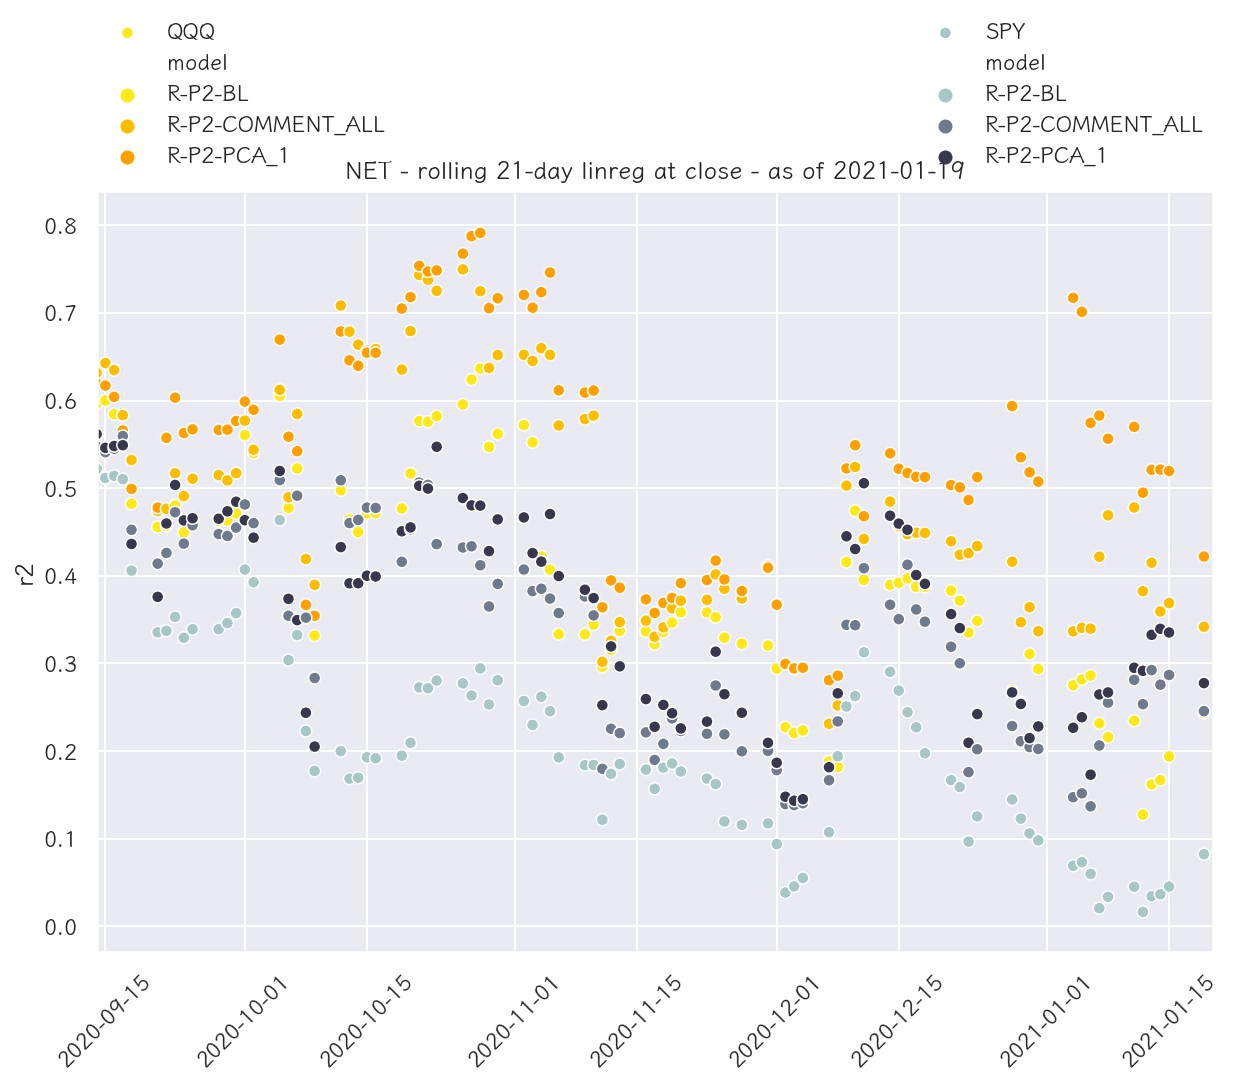 QQQ
model
R-P2-BL
R-P2-COMMENT_ALL
R-P2-PCA_1
SPY
model
R-P2-BL
R-P2-COMMENT_ALL
R-P2-PCA_1
NET - rolling 21-day linreg at close - as of 2021-01-19
0.8
0.7
0.6
0.5
0.4
0.3
0.2
0.1
0.0
r2
2020-09-15
2020-10-01
2020-10-15
2020-11-01
2020-11-15
2020-12-01
2020-12-15
2021-01-01
2021-01-15